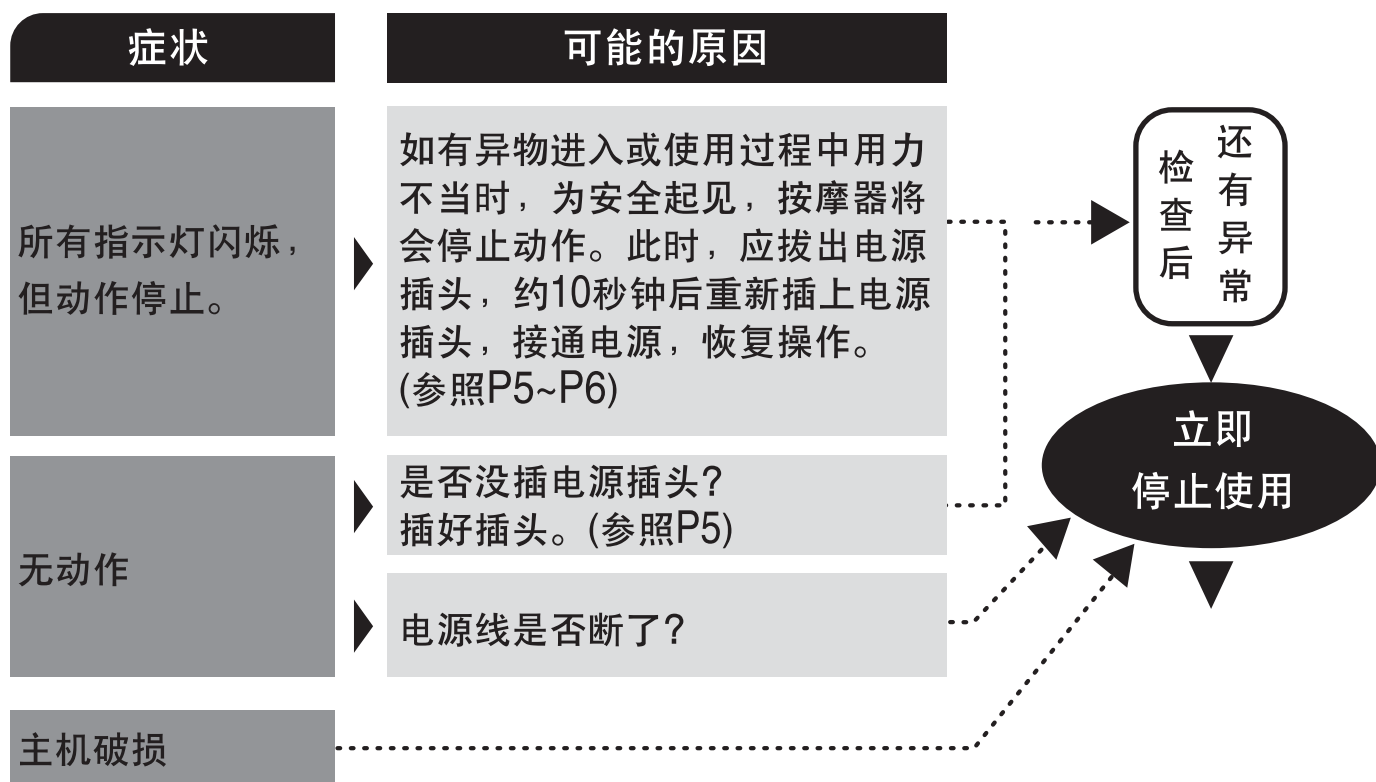 症状
可能的原因
所有指示灯闪烁，
但动作停止。
如有异物进入或使用过程中用力
不当时，为安全起见，按摩器将
会停止动作。此时，应拔出电源
插头，约10秒钟后重新插上电源
插头，接通电源，恢复操作。
(参照P5~P6)
无动作
是否没插电源插头?
插好插头。(参照P5)
电源线是否断了?
主机破损
检查后
还有异常
立即
停止使用